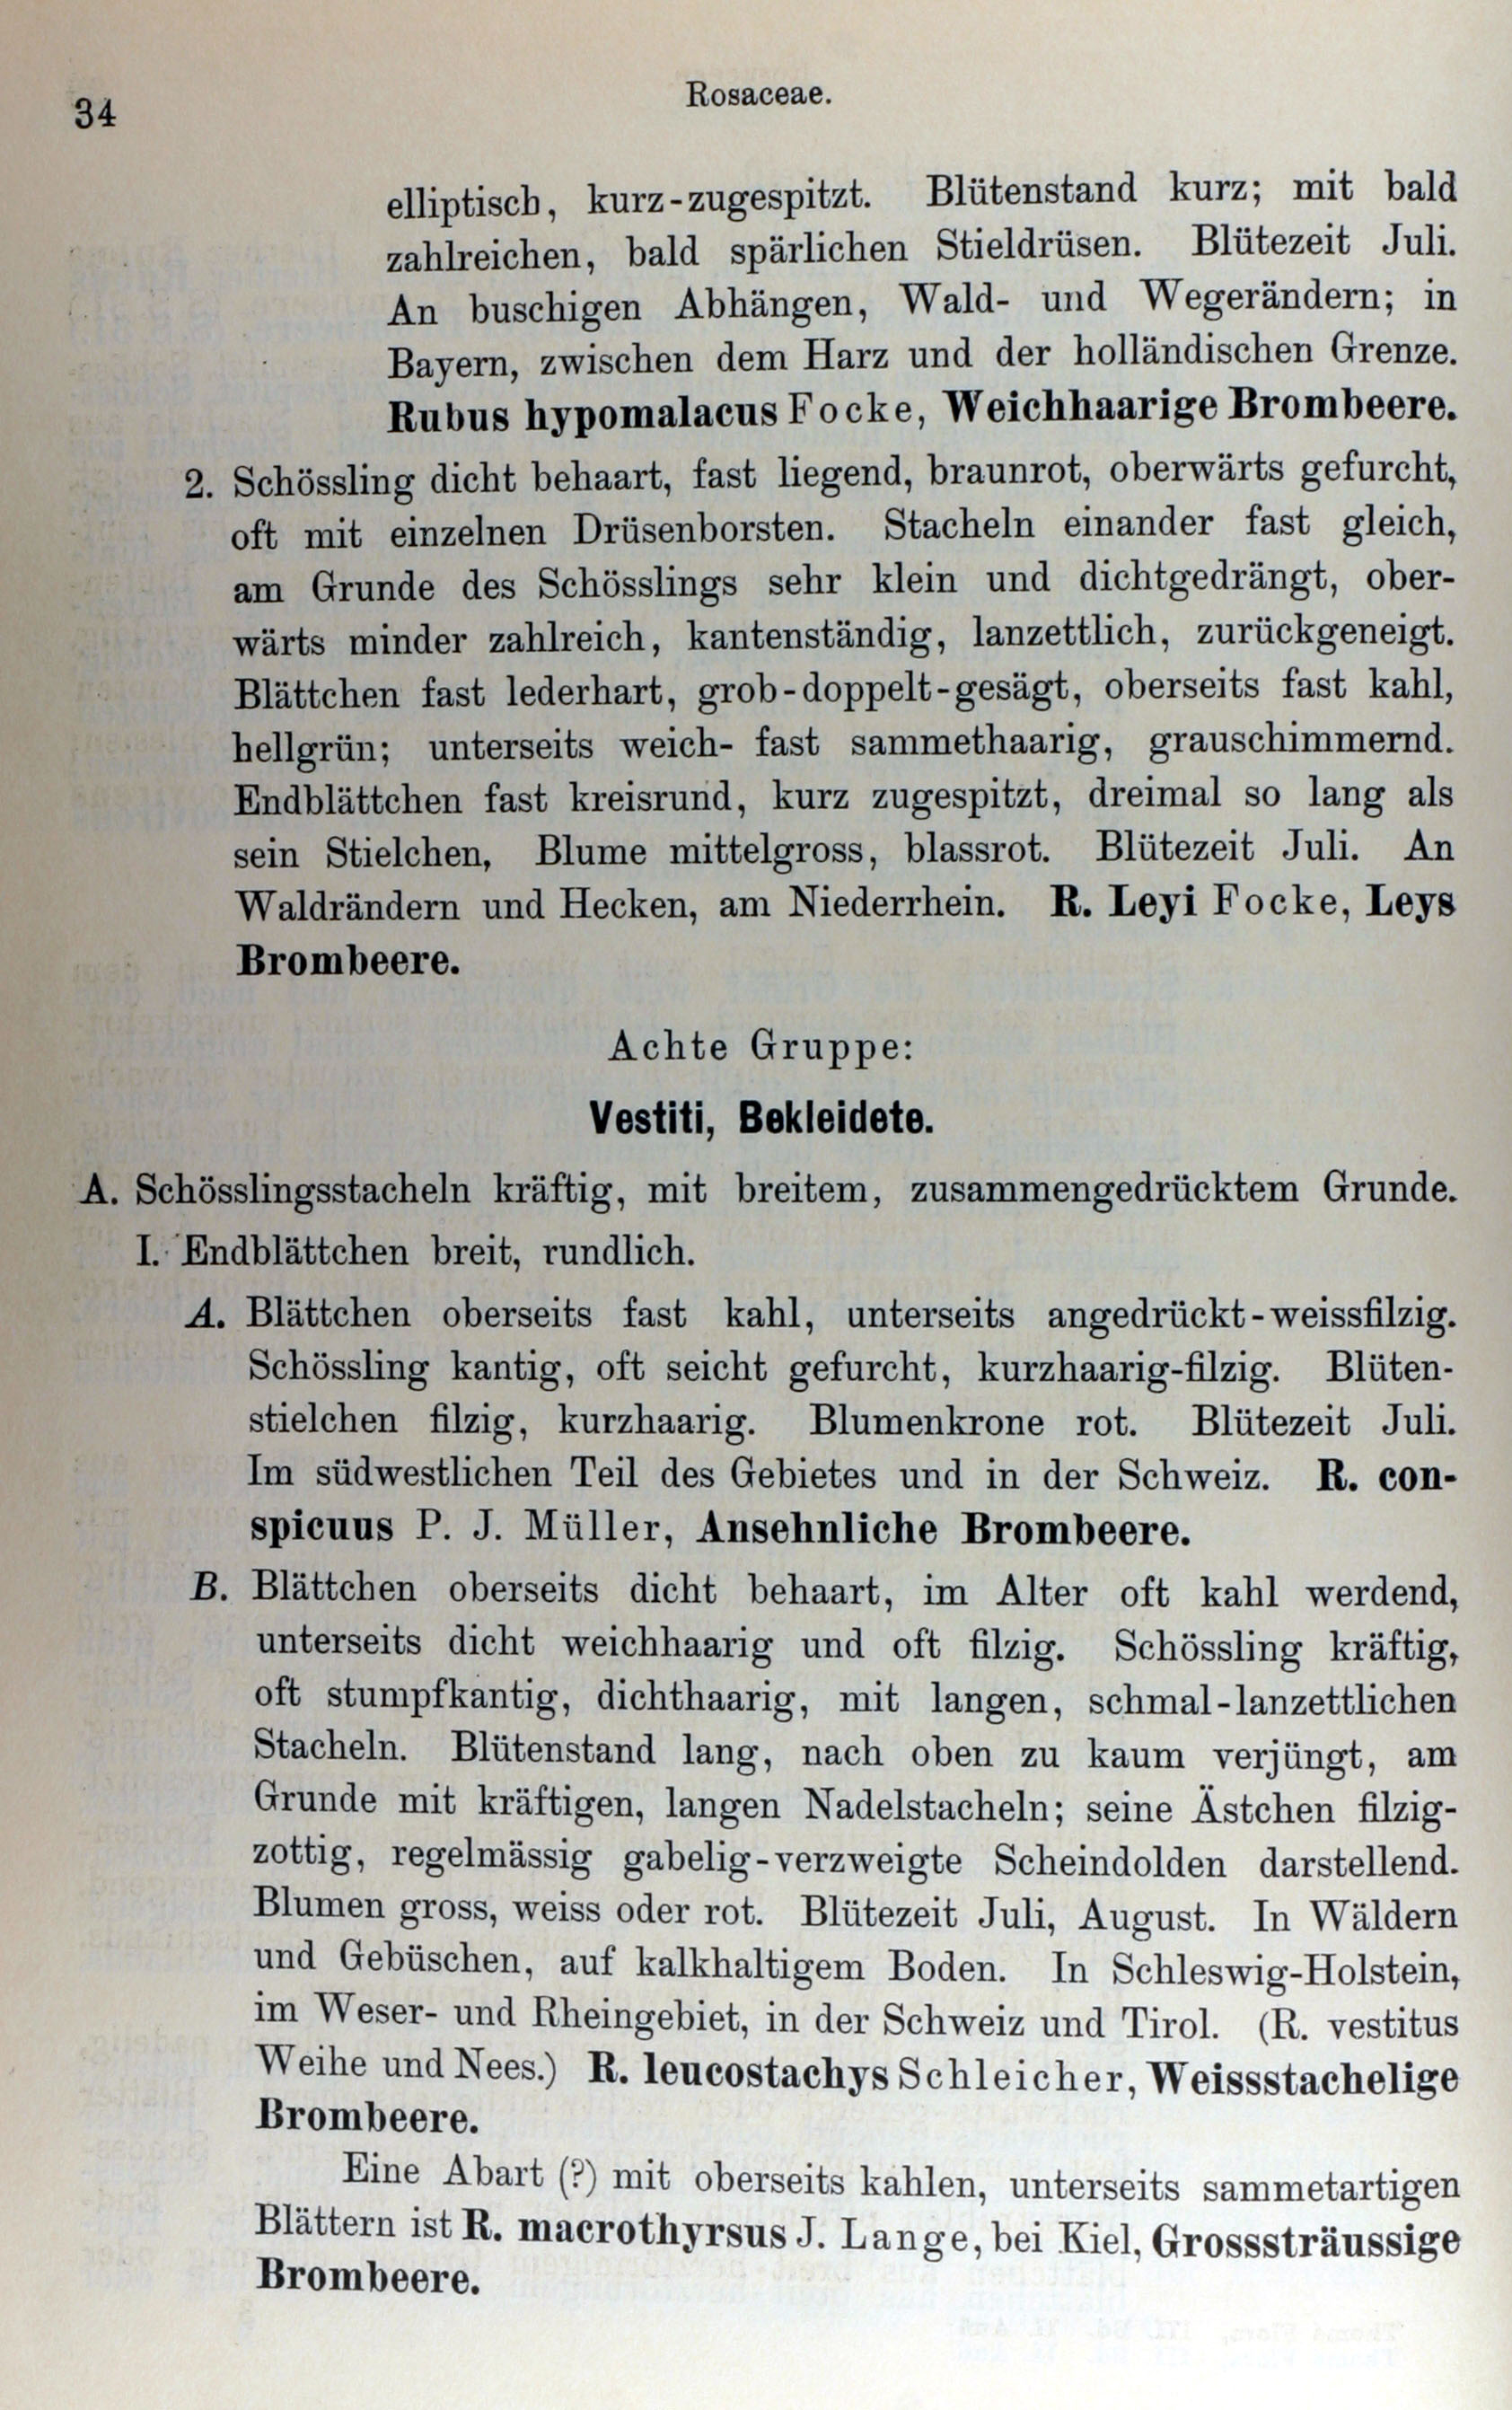 34
Rosaceae.
elliptisch, kurz-zugespitzt. Blütenstand kurz; mit bald
zahlreichen, bald spärlichen Stieldrüsen. Blütezeit Juli.
An buschigen Abhängen, Wald- und Wegerändern; in
Bayern, zwischen dem Harz und der holländischen Grenze.
Rubus hypomalacus Focke, Weichhaarige Brombeere.
2. Schössling dicht behaart, fast liegend, braunrot, oberwärts gefurcht,
oft mit einzelnen Drüsenborsten. Stacheln einander fast gleich,
am Grunde des Schösslings sehr klein und dichtgedrängt, ober-
wärts minder zahlreich, kantenständig, lanzettlich, zurückgeneigt.
Blättchen fast lederhart, grob-doppelt-gesägt, oberseits fast kahl,
hellgrün; unterseits weich- fast sammethaarig, grauschimmernd.
Endblättchen fast kreisrund, kurz zugespitzt, dreimal so lang als
sein Stielchen, Blume mittelgross, blassrot. Blütezeit Juli. An
Waldrändern und Hecken, am Niederrhein. R. Leyi Focke, Leys
Brombeere.
Achte Gruppe:
Vestiti, Bekleidete.
A. Schösslingsstacheln kräftig, mit breitem, zusammengedrücktem Grunde.
I. Endblättchen breit, rundlich.
A. Blättchen oberseits fast kahl, unterseits angedrückt-weissfilzig.
Schössling kantig, oft seicht gefurcht, kurzhaarig-filzig. Blüten-
stielchen filzig, kurzhaarig. Blumenkrone rot. Blütezeit Juli.
Im südwestlichen Teil des Gebietes und in der Schweiz. R. con-
spicuus P. J. Müller, Ansehnliche Brombeere.
B. Blättchen oberseits dicht behaart, im Alter oft kahl werdend,
unterseits dicht weichhaarig und oft filzig. Schössling kräftig,
oft stumpfkantig, dichthaarig, mit langen, schmal-lanzettlichen
Stacheln. Blütenstand lang, nach oben zu kaum verjüngt, am
Grunde mit kräftigen, langen Nadelstacheln; seine Ästchen filzig-
zottig, regelmässig gabelig-verzweigte Scheindolden darstellend.
Blumen gross, weiss oder rot. Blütezeit Juli, August. In Wäldern
und Gebüschen, auf kalkhaltigem Boden. In Schleswig-Holstein,
im Weser- und Rheingebiet, in der Schweiz und Tirol. (R. vestitus
Weihe und Nees.) R. leucostachys Schleicher, Weissstachelige
Brombeere.
Eine Abart (?) mit oberseits kahlen, unterseits sammetartigen
Blättern ist R. macrothyrsus J. Lange, bei Kiel, Grosssträussige
Brombeere.